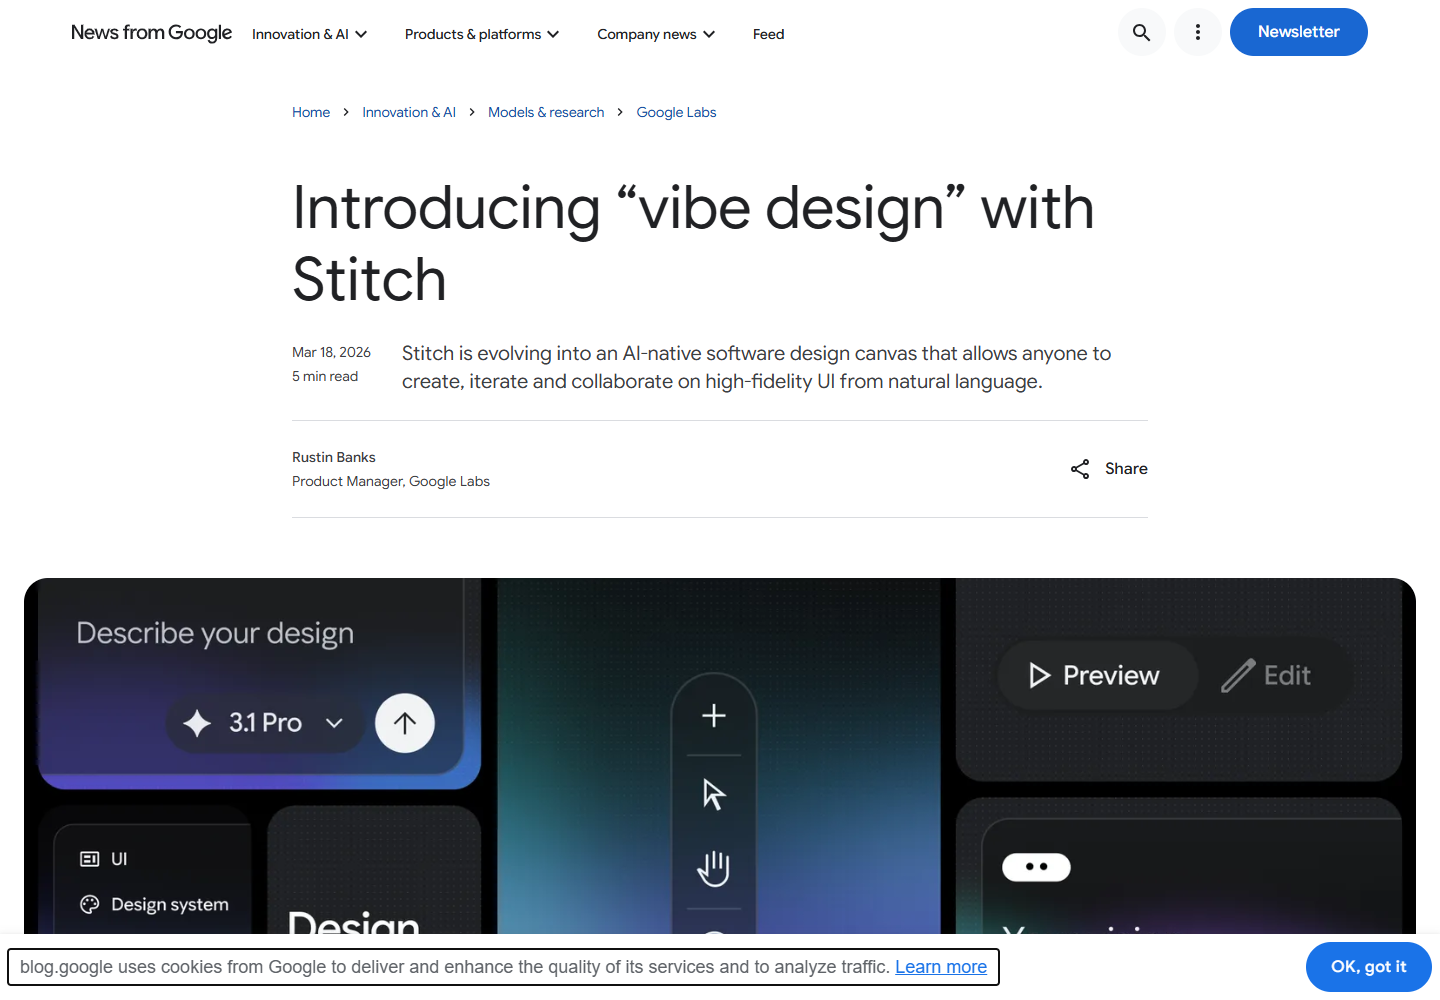 News from Google
Innovation & AI
Products & platforms
Company news
Feed
Newsletter
Home > Innovation & AI > Models & research > Google Labs
Introducing “vibe design” with
Stitch
Mar 18, 2026
5 min read
Stitch is evolving into an AI-native software design canvas that allows anyone to
create, iterate and collaborate on high-fidelity UI from natural language.
Rustin Banks
Product Manager, Google Labs
Share
Describe your design
3.1 Pro
Preview
Edit
UI
Design system
Design
blog.google uses cookies from Google to deliver and enhance the quality of its services and to analyze traffic. Learn more
OK, got it